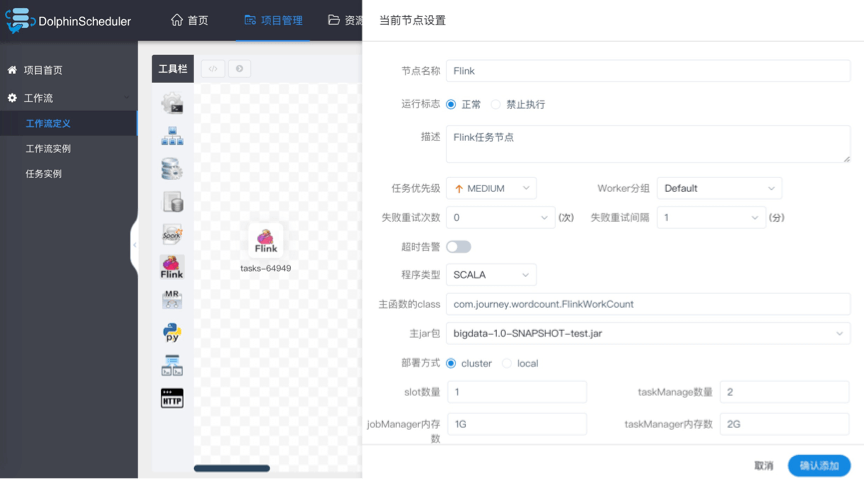 DolphinScheduler
首页
项目管理
资源
当前节点设置
项目首页
工作流
工作流定义
工作流实例
任务实例
工具栏
Spark
Flink
MR
py
HTTP
Flink
tasks-64949
节点名称 Flink
运行标志 正常 禁止执行
描述 Flink任务节点
任务优先级 MEDIUM Worker分组 Default
失败重试次数 0 (次) 失败重试间隔 1 (分)
超时告警
程序类型 SCALA
主函数的class com.journey.wordcount.FlinkWorkCount
主jar包 bigdata-1.0-SNAPSHOT-test.jar
部署方式 cluster local
slot数量 1 taskManage数量 2
jobManager内存数 1G taskManager内存数 2G
取消 确认添加